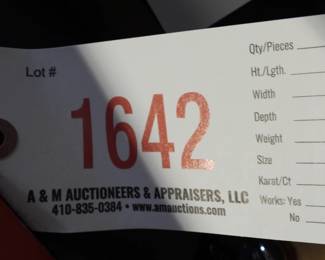 Lot #
1642
A & M AUCTIONEERS & APPRAISERS, LLC
410-835-0384 • www.amauctions.com
Qty/Pieces
Ht./Lgth.
Width
Depth
Weight
Size
Karat/Ct
Works: Yes
No